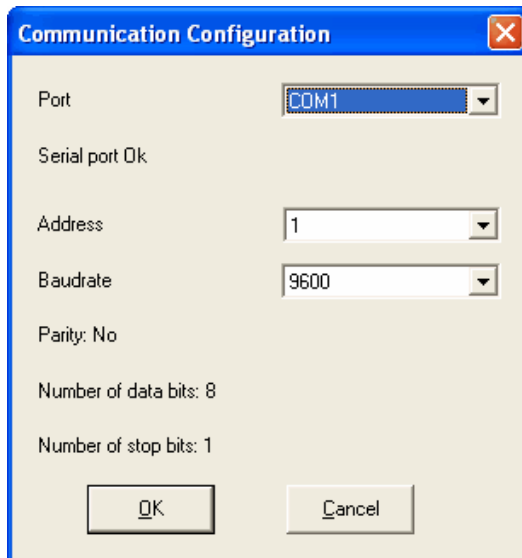 Communication Configuration
Port COM1
Serial port Ok
Address 1
Baudrate 9600
Parity: No
Number of data bits: 8
Number of stop bits: 1
OK Cancel